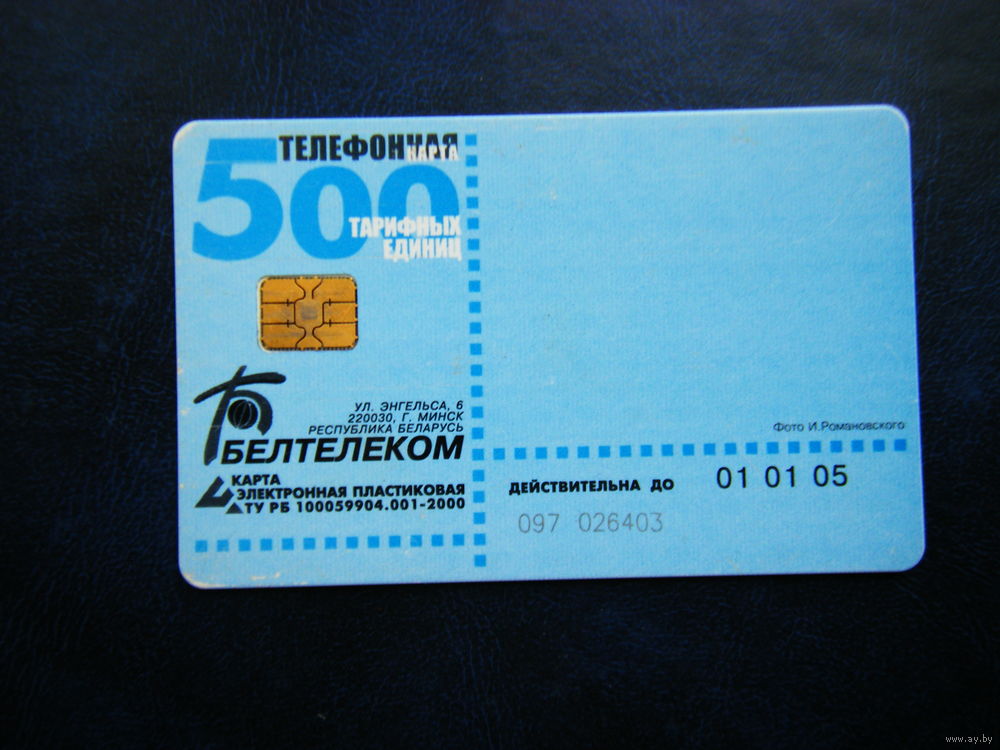 ТЕЛЕФОННАЯ
КАРТА
500
ТАРИФНЫХ
ЕДИНИЦ
УЛ. ЭНГЕЛЬСА, 6
220030, Г. МИНСК
РЕСПУБЛИКА БЕЛАРУСЬ
БЕЛТЕЛЕКОМ
КАРТА
ЭЛЕКТРОННАЯ ПЛАСТИКОВАЯ
ТУ РБ 100059904.001-2000
Фото И.Романовского
ДЕЙСТВИТЕЛЬНА ДО 01 01 05
097 026403
www.ay.by